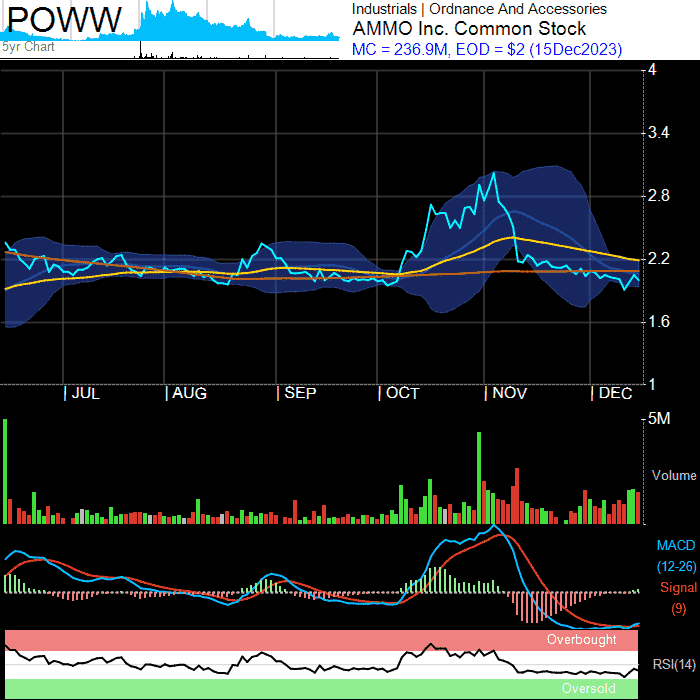 POWW
5yr Chart
Industrials | Ordnance And Accessories
AMMO Inc. Common Stock
MC = 236.9M, EOD = $2 (15Dec2023)
4
3.4
2.8
2.2
1.6
1
| JUL | AUG | SEP | OCT | NOV | DEC
5M
Volume
MACD
(12-26)
Signal
(9)
Overbought
RSI(14)
Oversold